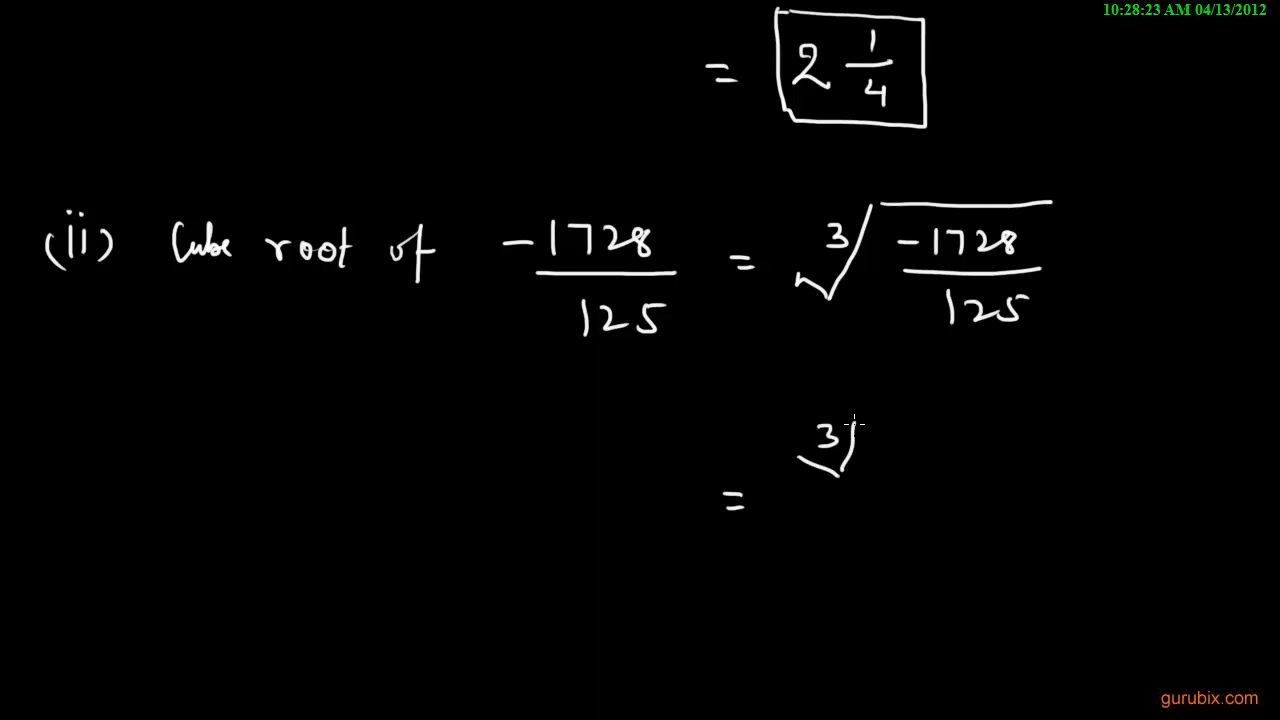 10:28:23 AM 04/13/2012
= 2 1/4
(ii) Cube root of -1728/125 = ∛(-1728/125)
= ∛
gurubix.com